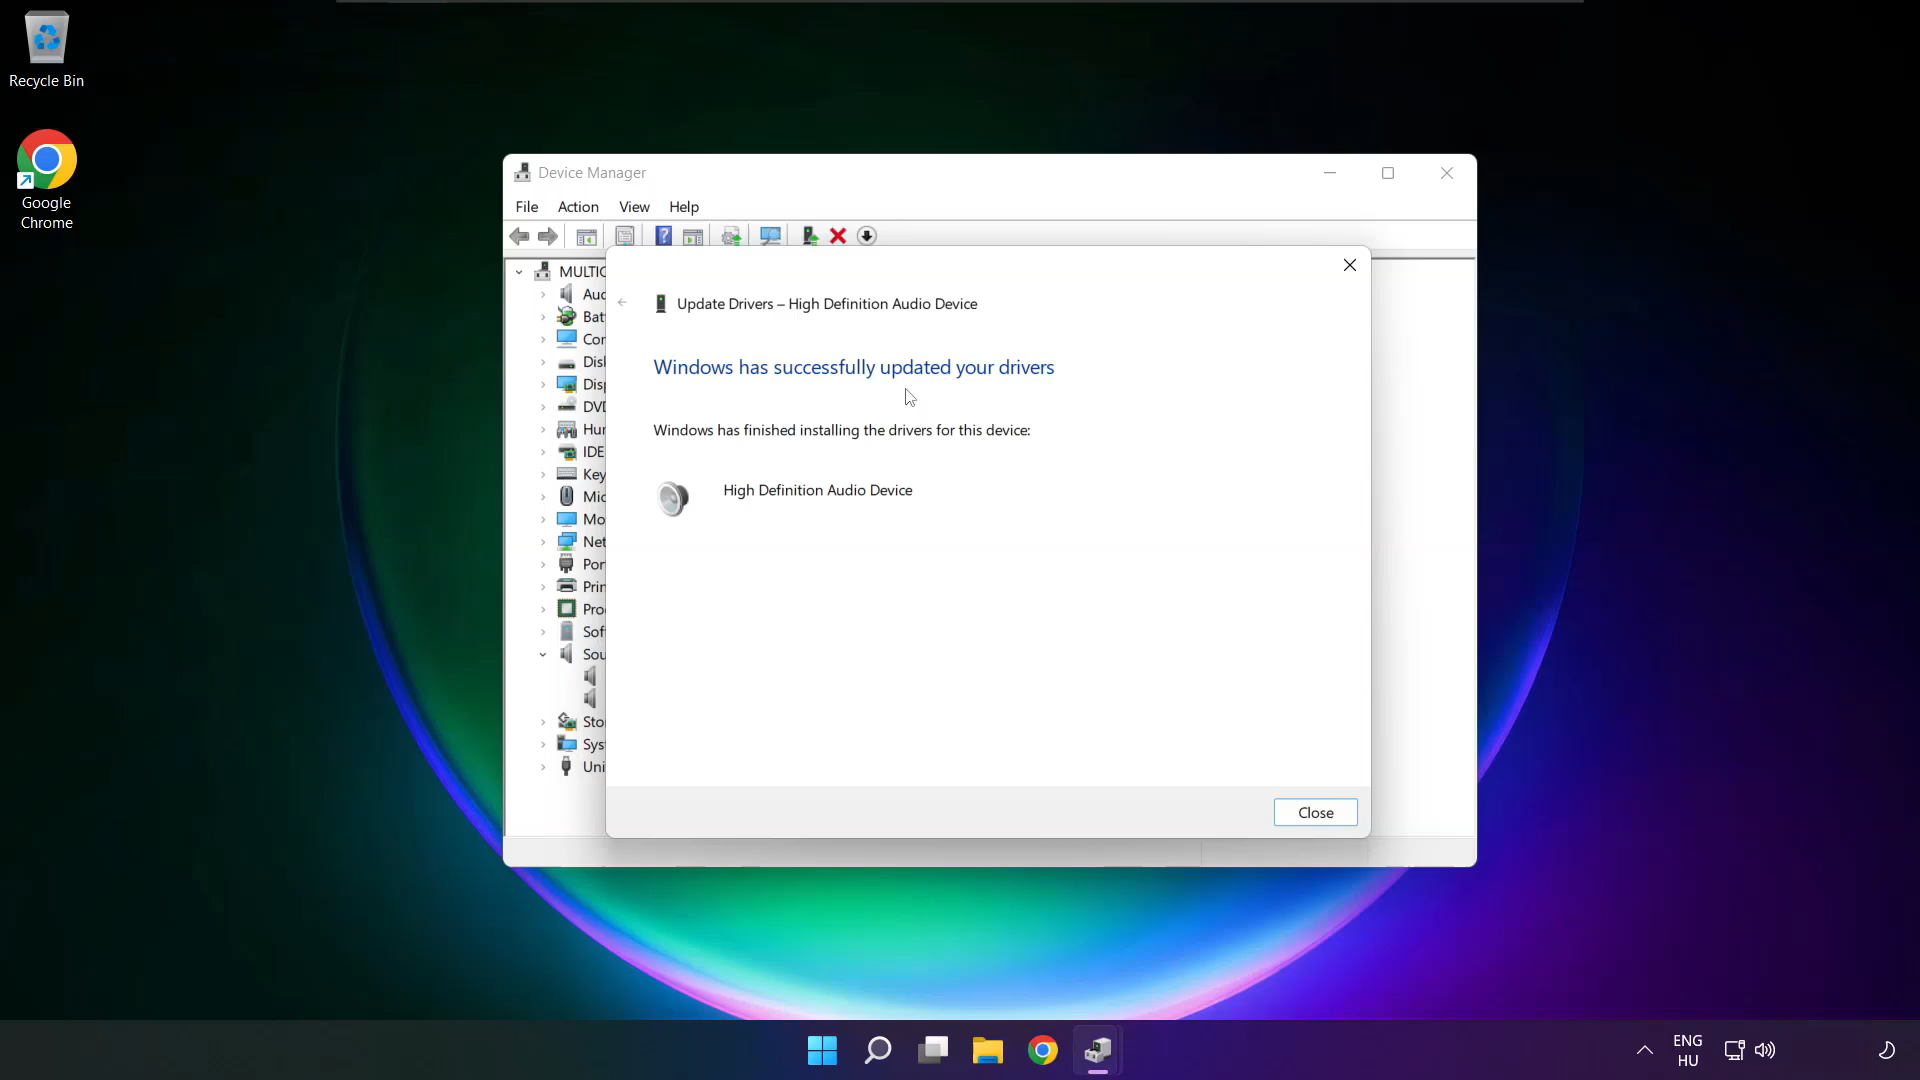 Recycle Bin
Google
Chrome
Device Manager
File Action View Help
MULTIC
Auc
Bat
Cor
Disk
Disp
DVD
Hur
IDE
Key
Mic
Mo
Net
Por
Prin
Pro
Sof
Sou
Sto
Sys
Uni
Update Drivers – High Definition Audio Device
Windows has successfully updated your drivers
Windows has finished installing the drivers for this device:
High Definition Audio Device
Close
ENG
HU